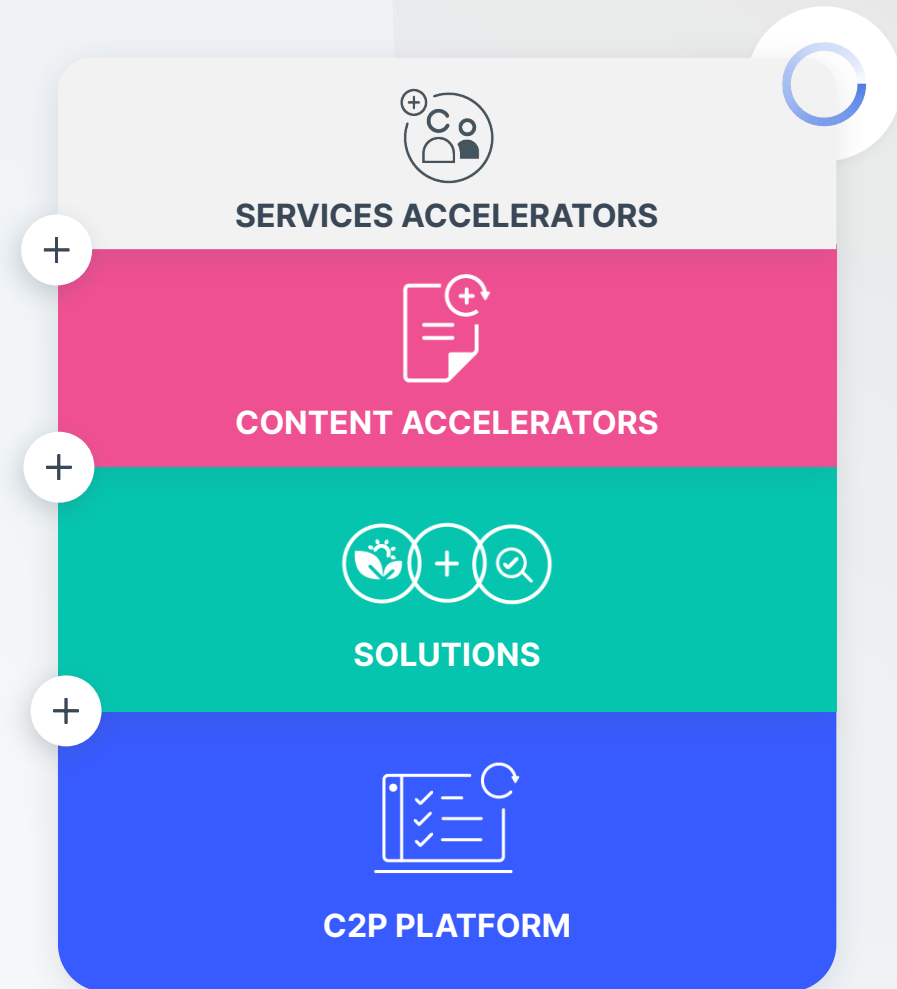 SERVICES ACCELERATORS
CONTENT ACCELERATORS
SOLUTIONS
C2P PLATFORM